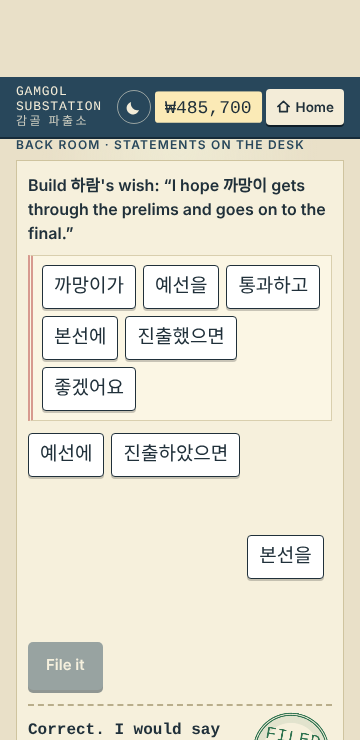 GAMGOL
SUBSTATION
감골 파출소
₩485,700
Home
BACK ROOM · STATEMENTS ON THE DESK
Build 하람's wish: “I hope 까망이 gets
through the prelims and goes on to the
final.”
까망이가 예선을 통과하고
본선에 진출했으면
좋겠어요
예선에 진출하았으면
본선을
File it
Correct. I would say
FILED